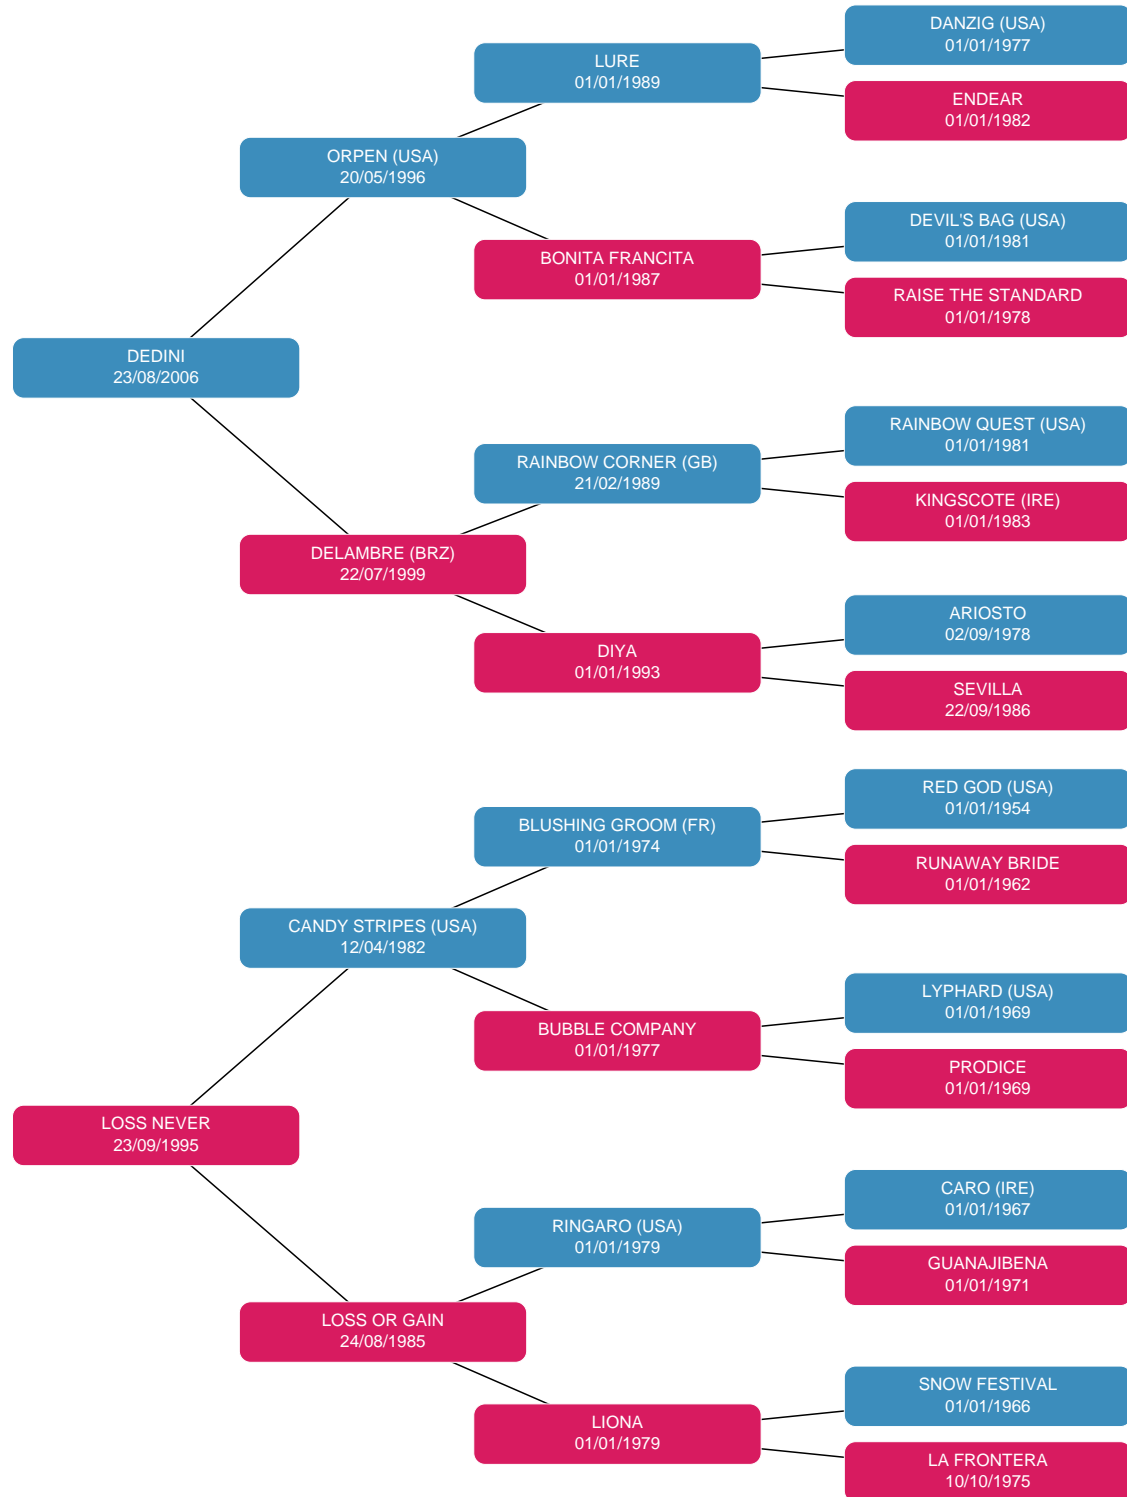 DANZIG (USA)
01/01/1977
LURE
01/01/1989
ENDEAR
01/01/1982
ORPEN (USA)
20/05/1996
DEVIL'S BAG (USA)
01/01/1981
BONITA FRANCITA
01/01/1987
RAISE THE STANDARD
01/01/1978
DEDINI
23/08/2006
RAINBOW QUEST (USA)
01/01/1981
RAINBOW CORNER (GB)
21/02/1989
KINGSCOTE (IRE)
01/01/1983
DELAMBRE (BRZ)
22/07/1999
ARIOSTO
02/09/1978
DIYA
01/01/1993
SEVILLA
22/09/1986
RED GOD (USA)
01/01/1954
BLUSHING GROOM (FR)
01/01/1974
RUNAWAY BRIDE
01/01/1962
CANDY STRIPES (USA)
12/04/1982
LYPHARD (USA)
01/01/1969
BUBBLE COMPANY
01/01/1977
PRODICE
01/01/1969
LOSS NEVER
23/09/1995
CARO (IRE)
01/01/1967
RINGARO (USA)
01/01/1979
GUANAJIBENA
01/01/1971
LOSS OR GAIN
24/08/1985
SNOW FESTIVAL
01/01/1966
LIONA
01/01/1979
LA FRONTERA
10/10/1975